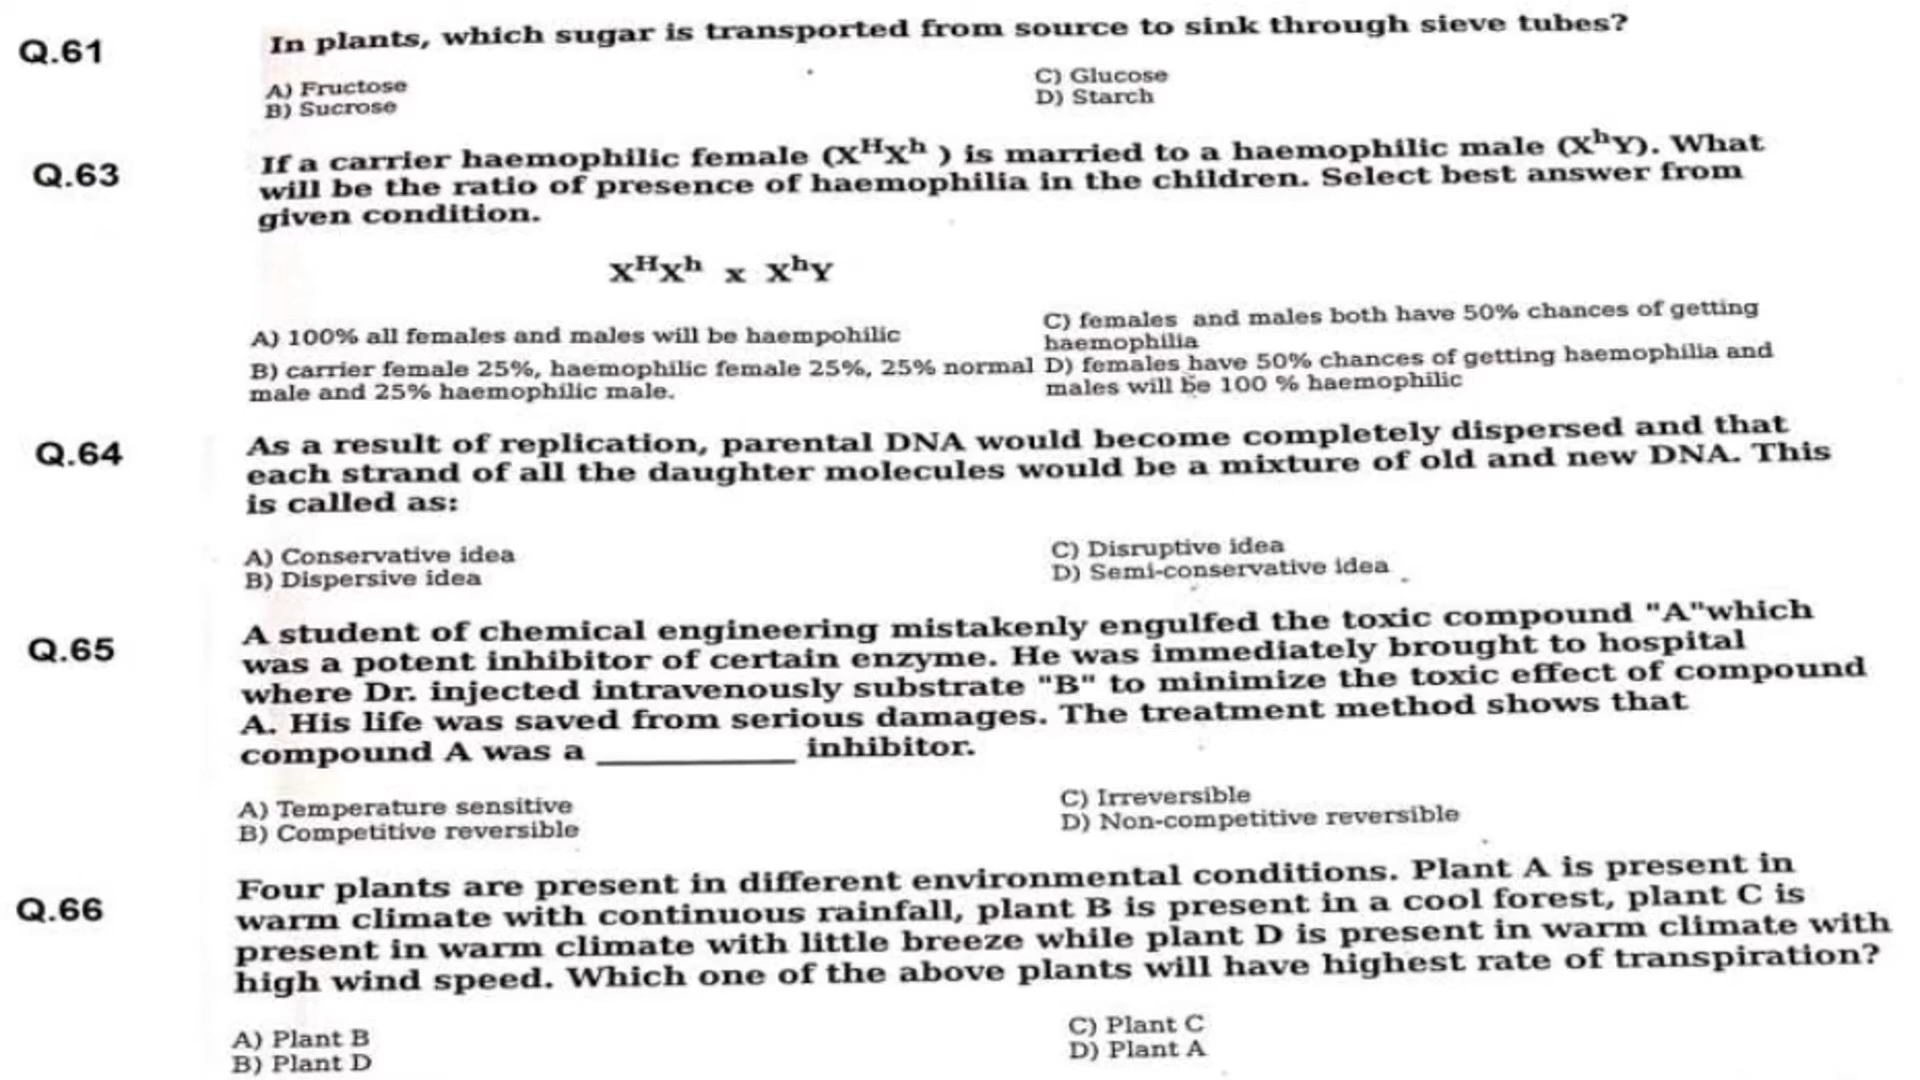 Q.61 In plants, which sugar is transported from source to sink through sieve tubes?
A) Fructose
B) Sucrose
C) Glucose
D) Starch
Q.63 If a carrier haemophilic female (XᴴXʰ ) is married to a haemophilic male (XʰY). What
will be the ratio of presence of haemophilia in the children. Select best answer from
given condition.
XᴴXʰ x XʰY
A) 100% all females and males will be haempohilic
B) carrier female 25%, haemophilic female 25%, 25% normal
male and 25% haemophilic male.
C) females and males both have 50% chances of getting
haemophilia
D) females have 50% chances of getting haemophilia and
males will be 100 % haemophilic
Q.64 As a result of replication, parental DNA would become completely dispersed and that
each strand of all the daughter molecules would be a mixture of old and new DNA. This
is called as:
A) Conservative idea
B) Dispersive idea
C) Disruptive idea
D) Semi-conservative idea
Q.65 A student of chemical engineering mistakenly engulfed the toxic compound "A"which
was a potent inhibitor of certain enzyme. He was immediately brought to hospital
where Dr. injected intravenously substrate "B" to minimize the toxic effect of compound
A. His life was saved from serious damages. The treatment method shows that
compound A was a __________ inhibitor.
A) Temperature sensitive
B) Competitive reversible
C) Irreversible
D) Non-competitive reversible
Q.66 Four plants are present in different environmental conditions. Plant A is present in
warm climate with continuous rainfall, plant B is present in a cool forest, plant C is
present in warm climate with little breeze while plant D is present in warm climate with
high wind speed. Which one of the above plants will have highest rate of transpiration?
A) Plant B
B) Plant D
C) Plant C
D) Plant A